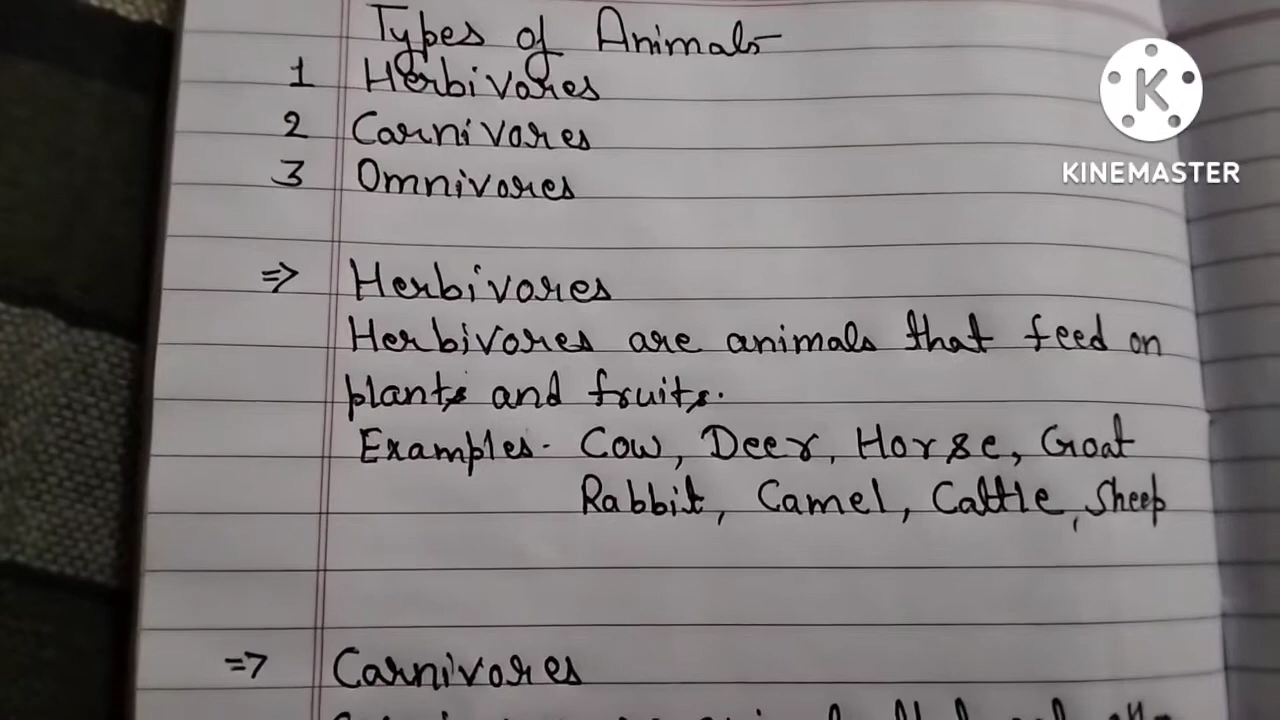 Types of Animals-
1 Herbivores
2 Carnivores
3 Omnivores
K
KINEMASTER
=> Herbivores
Herbivores are animals that feed on
plants and fruits.
Examples- Cow, Deer, Horse, Goat
Rabbit, Camel, Cattle, Sheep
=> Carnivores